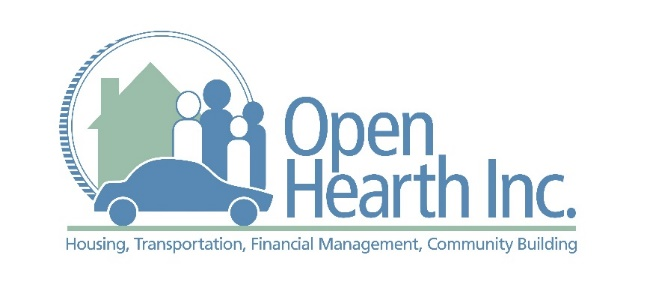 Open
Hearth Inc.
Housing, Transportation, Financial Management, Community Building